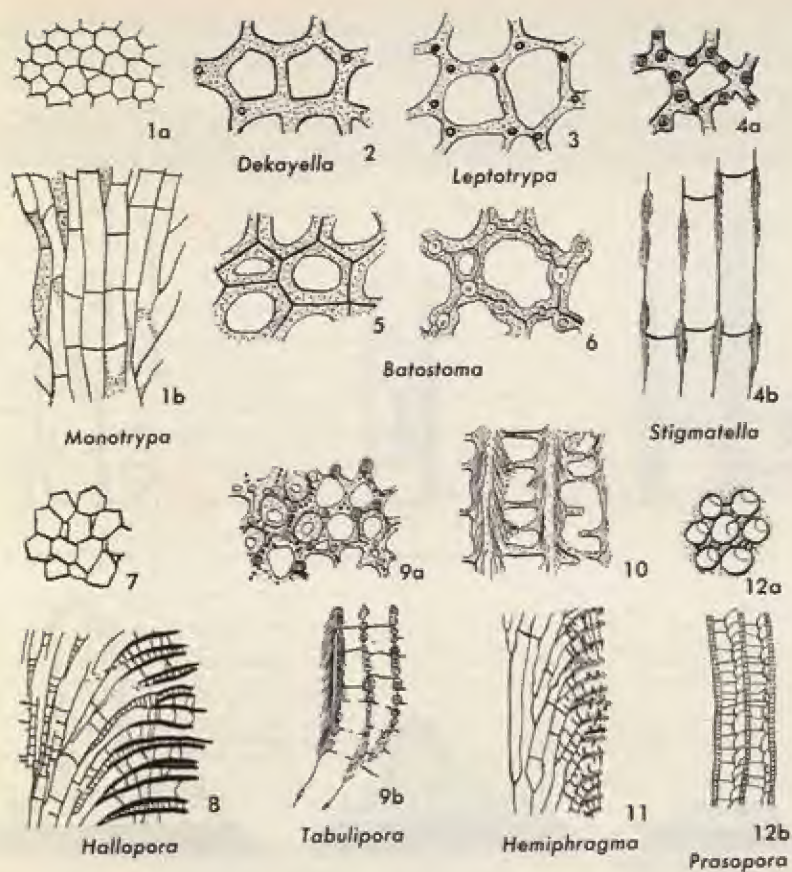 1a
2
3
4a
Dekayella
Leptotrypa
5
6
1b
Batostoma
4b
Monotrypa
Stigmatella
7
9a
10
12a
8
9b
11
12b
Hallopora
Tabulipora
Hemiphragma
Prasopora